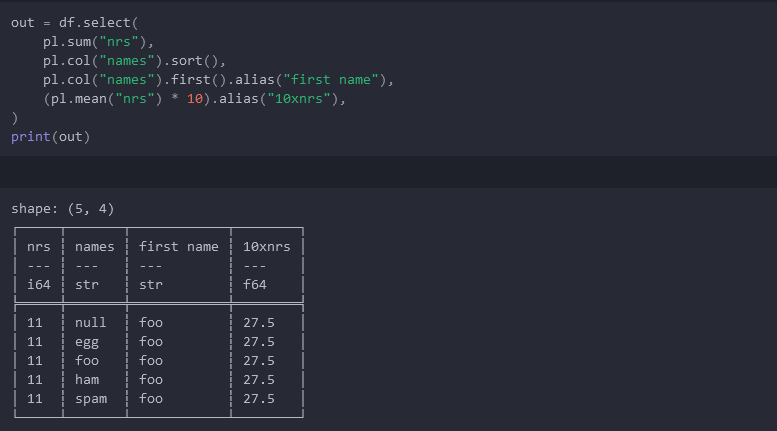 out = df.select(
    pl.sum("nrs"),
    pl.col("names").sort(),
    pl.col("names").first().alias("first name"),
    (pl.mean("nrs") * 10).alias("10xnrs"),
)
print(out)
shape: (5, 4)
nrs names first name 10xnrs
--- --- --- ---
i64 str str f64
11 null foo 27.5
11 egg foo 27.5
11 foo foo 27.5
11 ham foo 27.5
11 spam foo 27.5